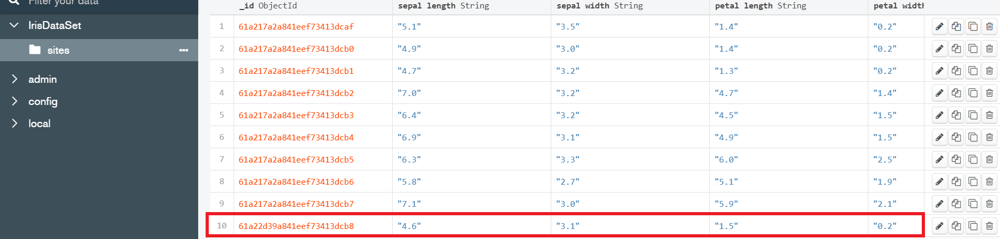 Filter your data
IrisDataSet
sites
admin
config
local
_id ObjectId sepal length String sepal width String petal length String petal width
1 61a217a2a841eef73413dcaf "5.1" "3.5" "1.4" "0.2"
2 61a217a2a841eef73413dcb0 "4.9" "3.0" "1.4" "0.2"
3 61a217a2a841eef73413dcb1 "4.7" "3.2" "1.3" "0.2"
4 61a217a2a841eef73413dcb2 "7.0" "3.2" "4.7" "1.4"
5 61a217a2a841eef73413dcb3 "6.4" "3.2" "4.5" "1.5"
6 61a217a2a841eef73413dcb4 "6.9" "3.1" "4.9" "1.5"
7 61a217a2a841eef73413dcb5 "6.3" "3.3" "6.0" "2.5"
8 61a217a2a841eef73413dcb6 "5.8" "2.7" "5.1" "1.9"
9 61a217a2a841eef73413dcb7 "7.1" "3.0" "5.9" "2.1"
10 61a22d39a841eef73413dcb8 "4.6" "3.1" "1.5" "0.2"